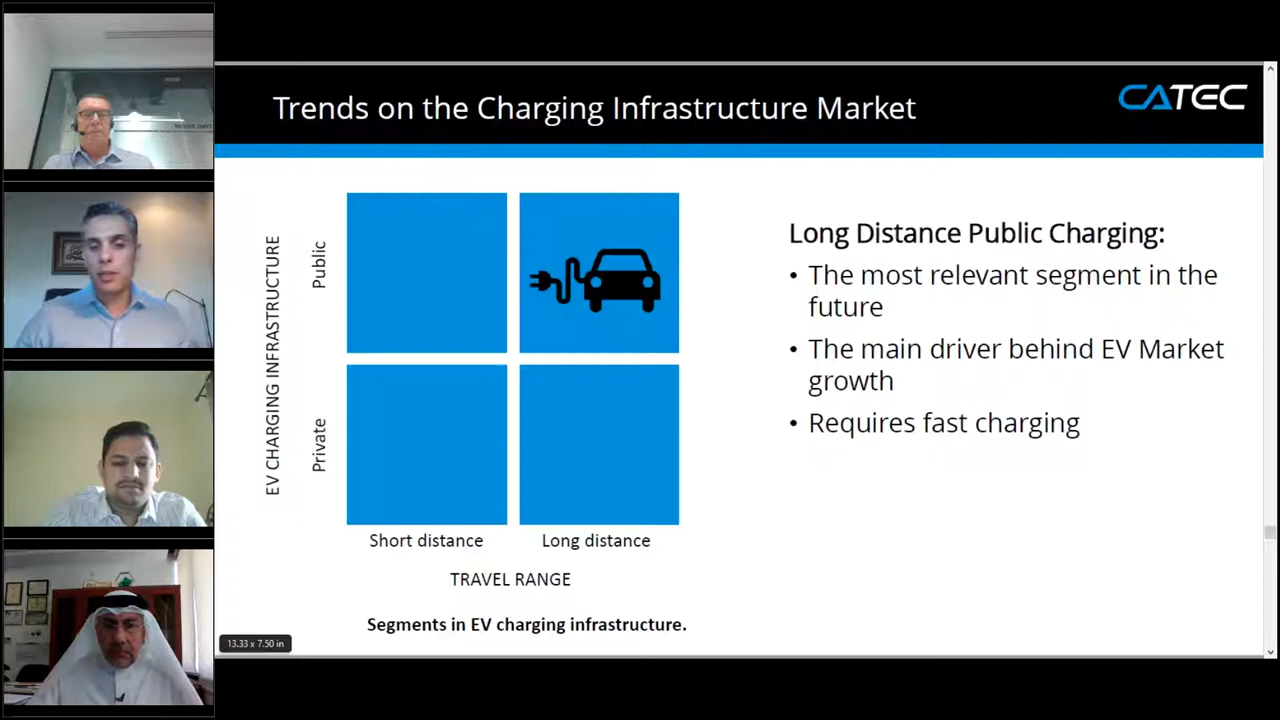 Trends on the Charging Infrastructure Market
CATEC
EV CHARGING INFRASTRUCTURE
Public
Private
Short distance
Long distance
TRAVEL RANGE
Segments in EV charging infrastructure.
Long Distance Public Charging:
• The most relevant segment in the
future
• The main driver behind EV Market
growth
• Requires fast charging
13.33 x 7.50 in